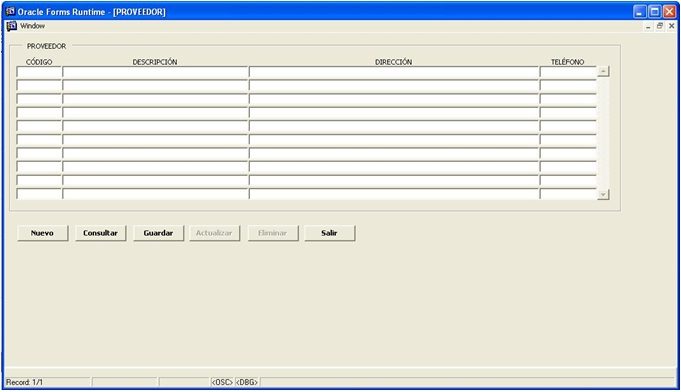 Oracle Forms Runtime - [PROVEEDOR]
Window
PROVEEDOR
CÓDIGO DESCRIPCIÓN DIRECCIÓN TELÉFONO
Nuevo Consultar Guardar Actualizar Eliminar Salir
Record: 1/1 <OSC> <DBG>